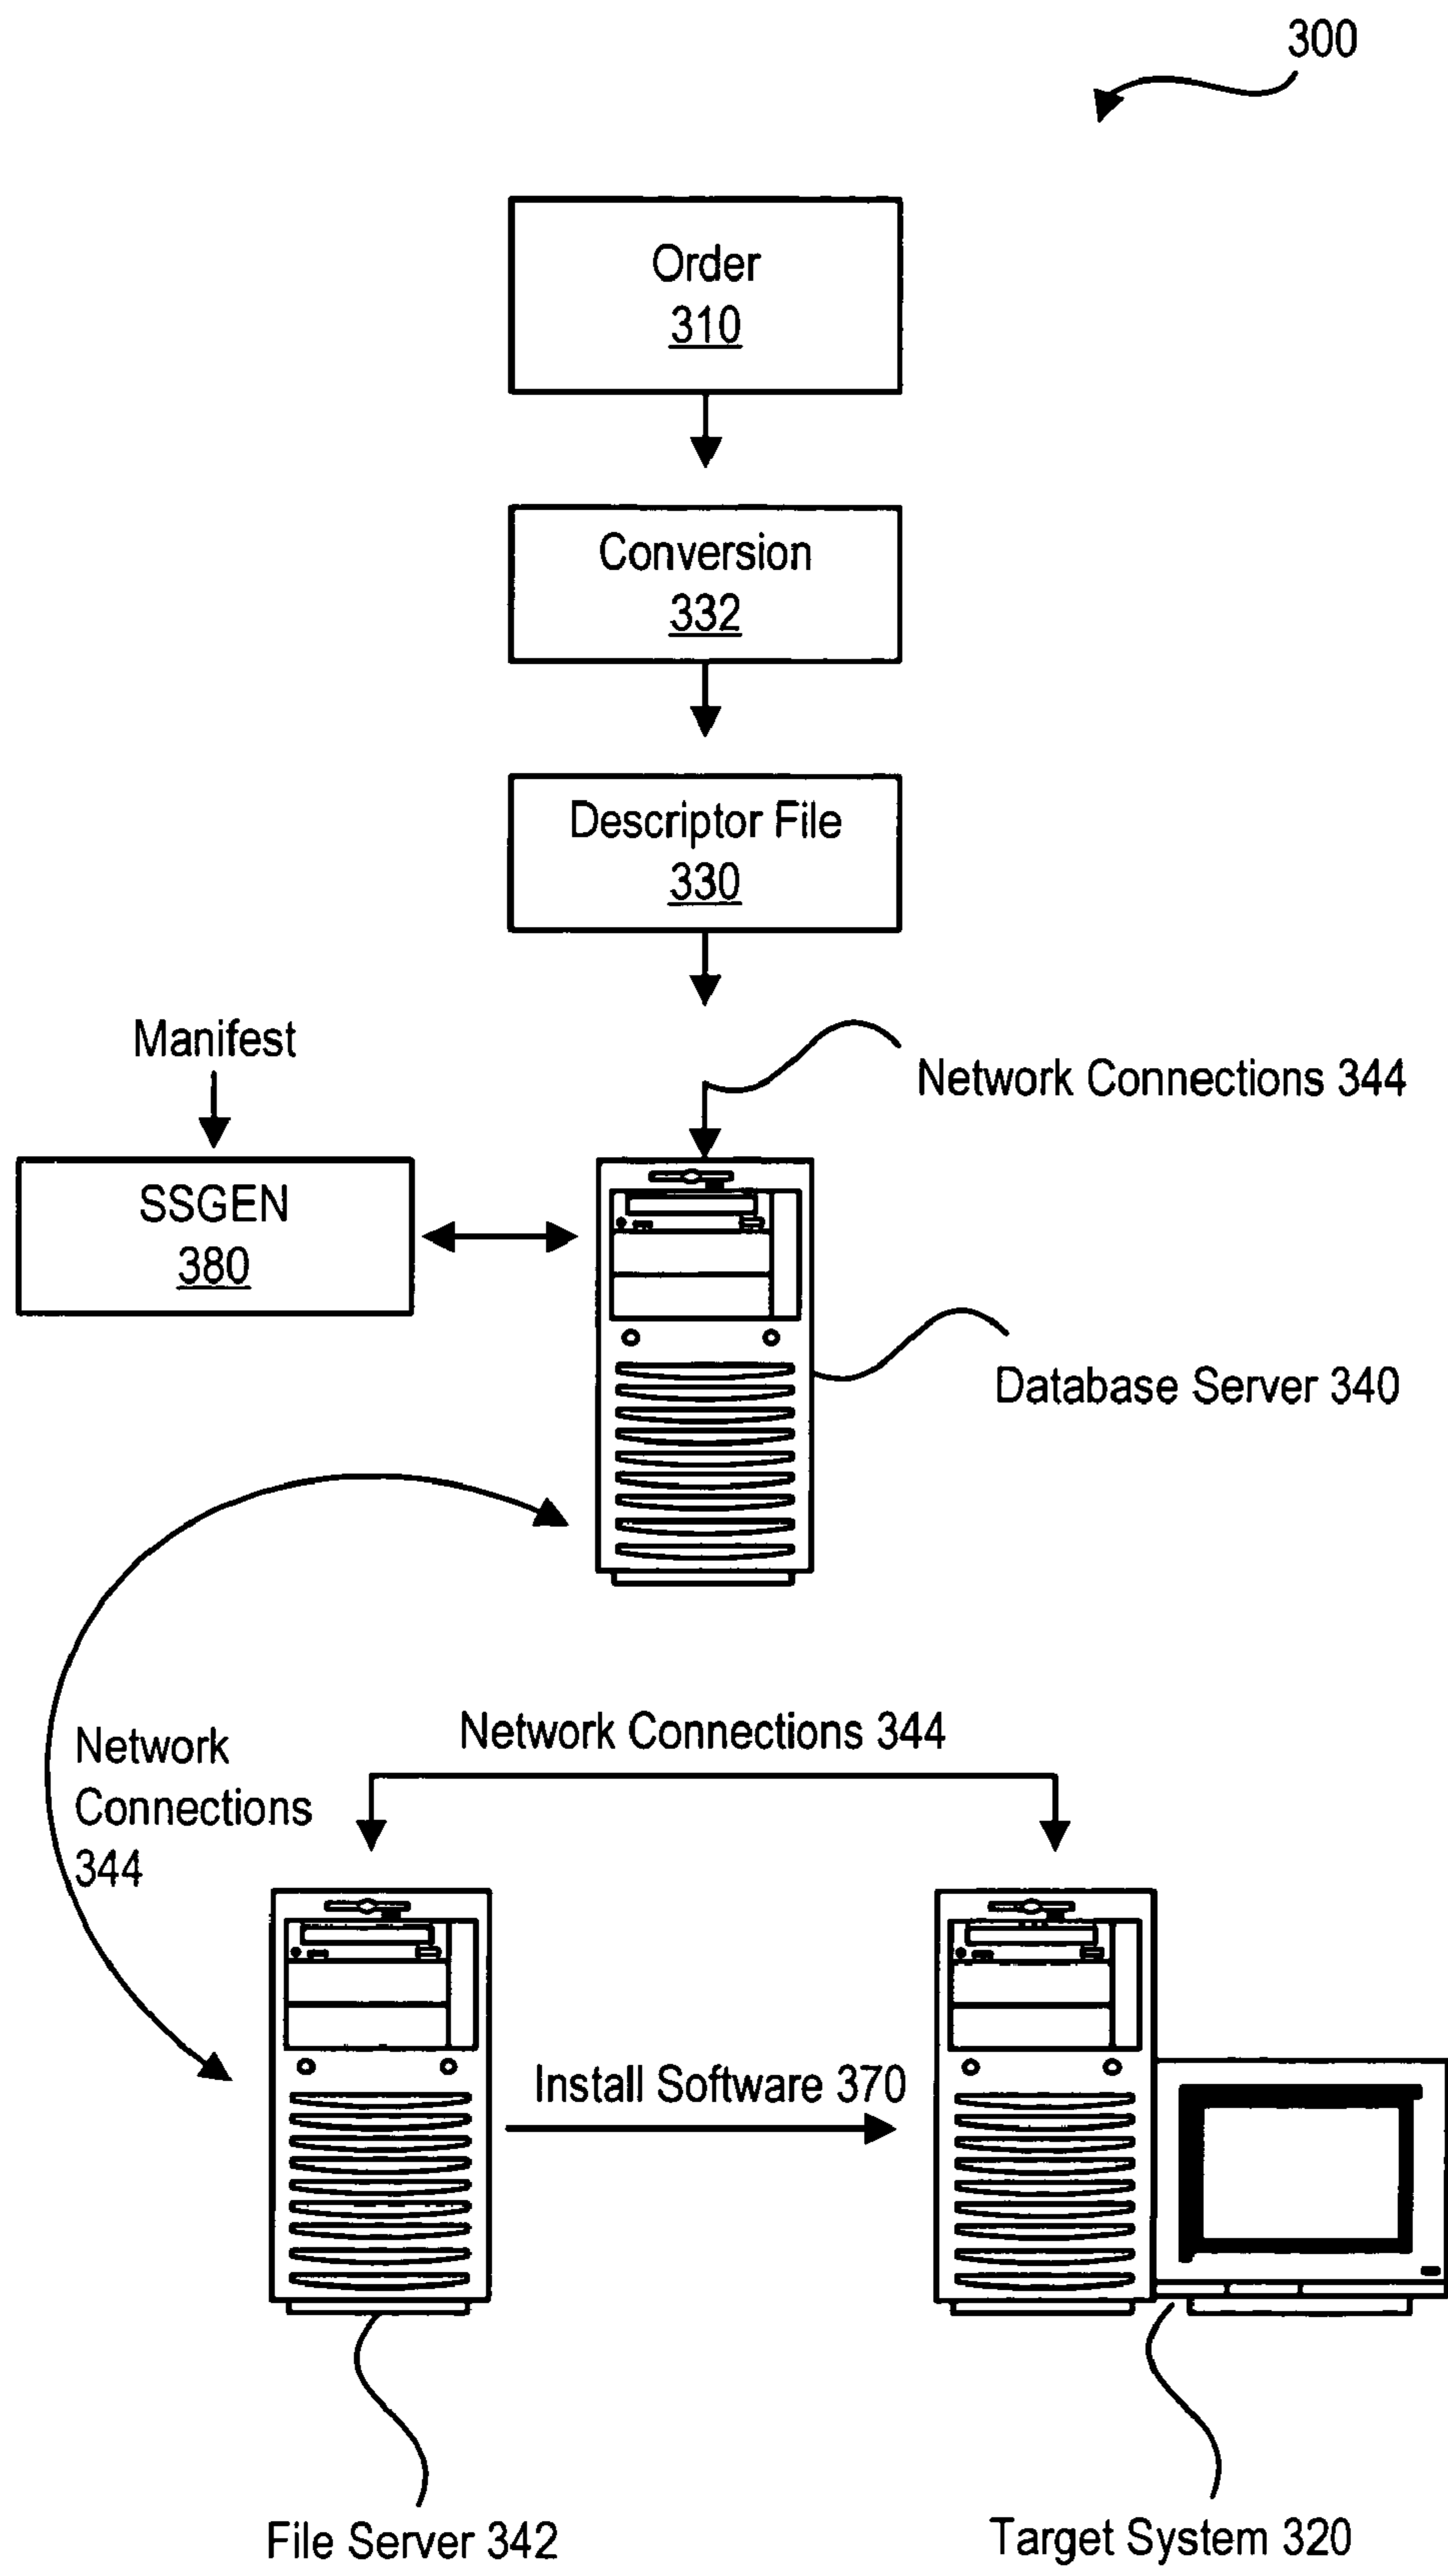 300
Order
310
Conversion
332
Descriptor File
330
Manifest
Network Connections 344
SSGEN
380
Database Server 340
Network Connections 344
Network
Connections
344
Install Software 370
File Server 342
Target System 320